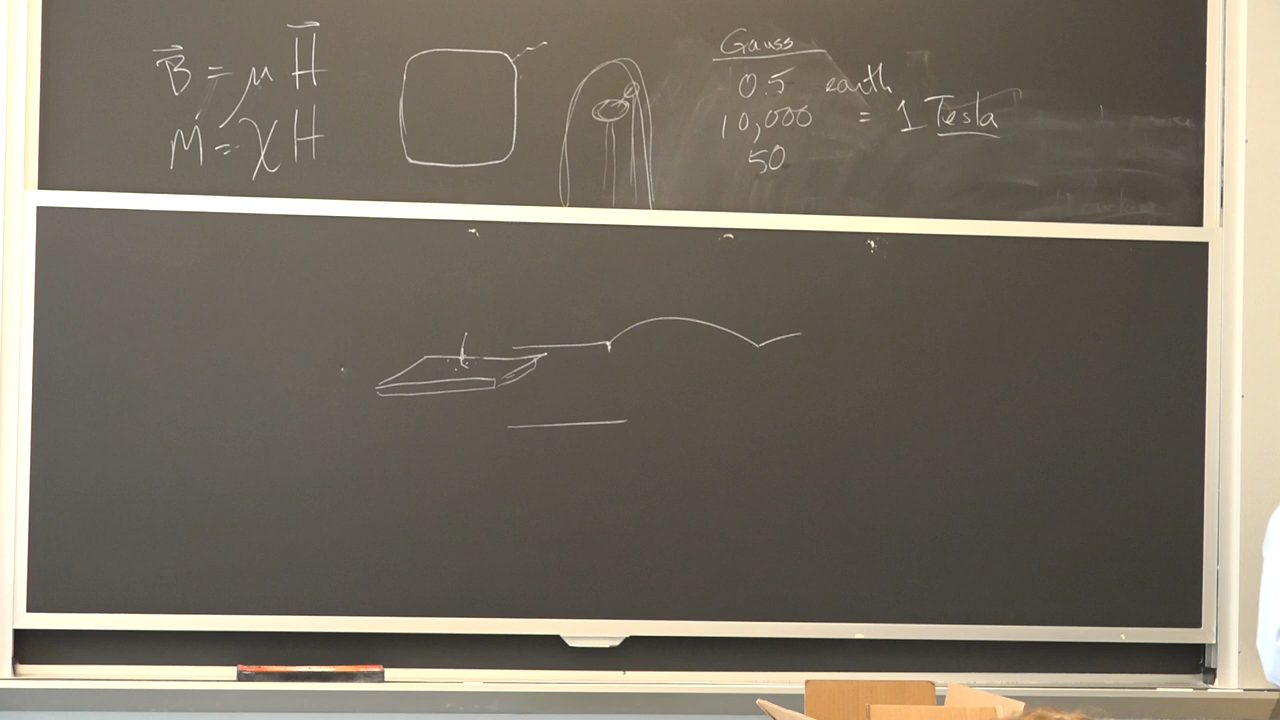 B⃗ = μ H⃗
M = χ H
Gauss
0.5 earth
10,000 = 1 Tesla
50